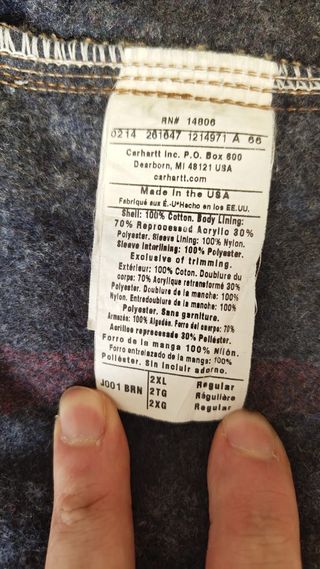 RN# 14806
0214 261647 1214971 A 66
Carhartt Inc. P.O. Box 600
Dearborn, MI 48121 USA
carhartt.com
Made in the USA
Fabriqué aux É.-U®Hecho en los EE.UU.
Shell: 100% Cotton. Body Lining:
70% Reprocessed Acrylic 30%
Polyester. Sleeve Lining: 100% Nylon.
Sleeve Interlining: 100% Polyester.
Exclusive of trimming.
Extérieur: 100% Coton. Doublure du
corps: 70% Acrylique retransformé 30%
Polyester. Doublure de la manche: 100%
Nylon. Entredoublure de la manche: 100%
Polyester. Sans garniture.
Armazón: 100% Algodón. Forro del cuerpo: 70%
Acrílico reprocesado 30% Poliéster.
Forro de la manga 100% Nilón.
Forro entrelazado de la manga: 100%
Poliéster. Sin incluir adorno.
J001 BRN
2XL Regular
2TG Régulière
2XG Regular